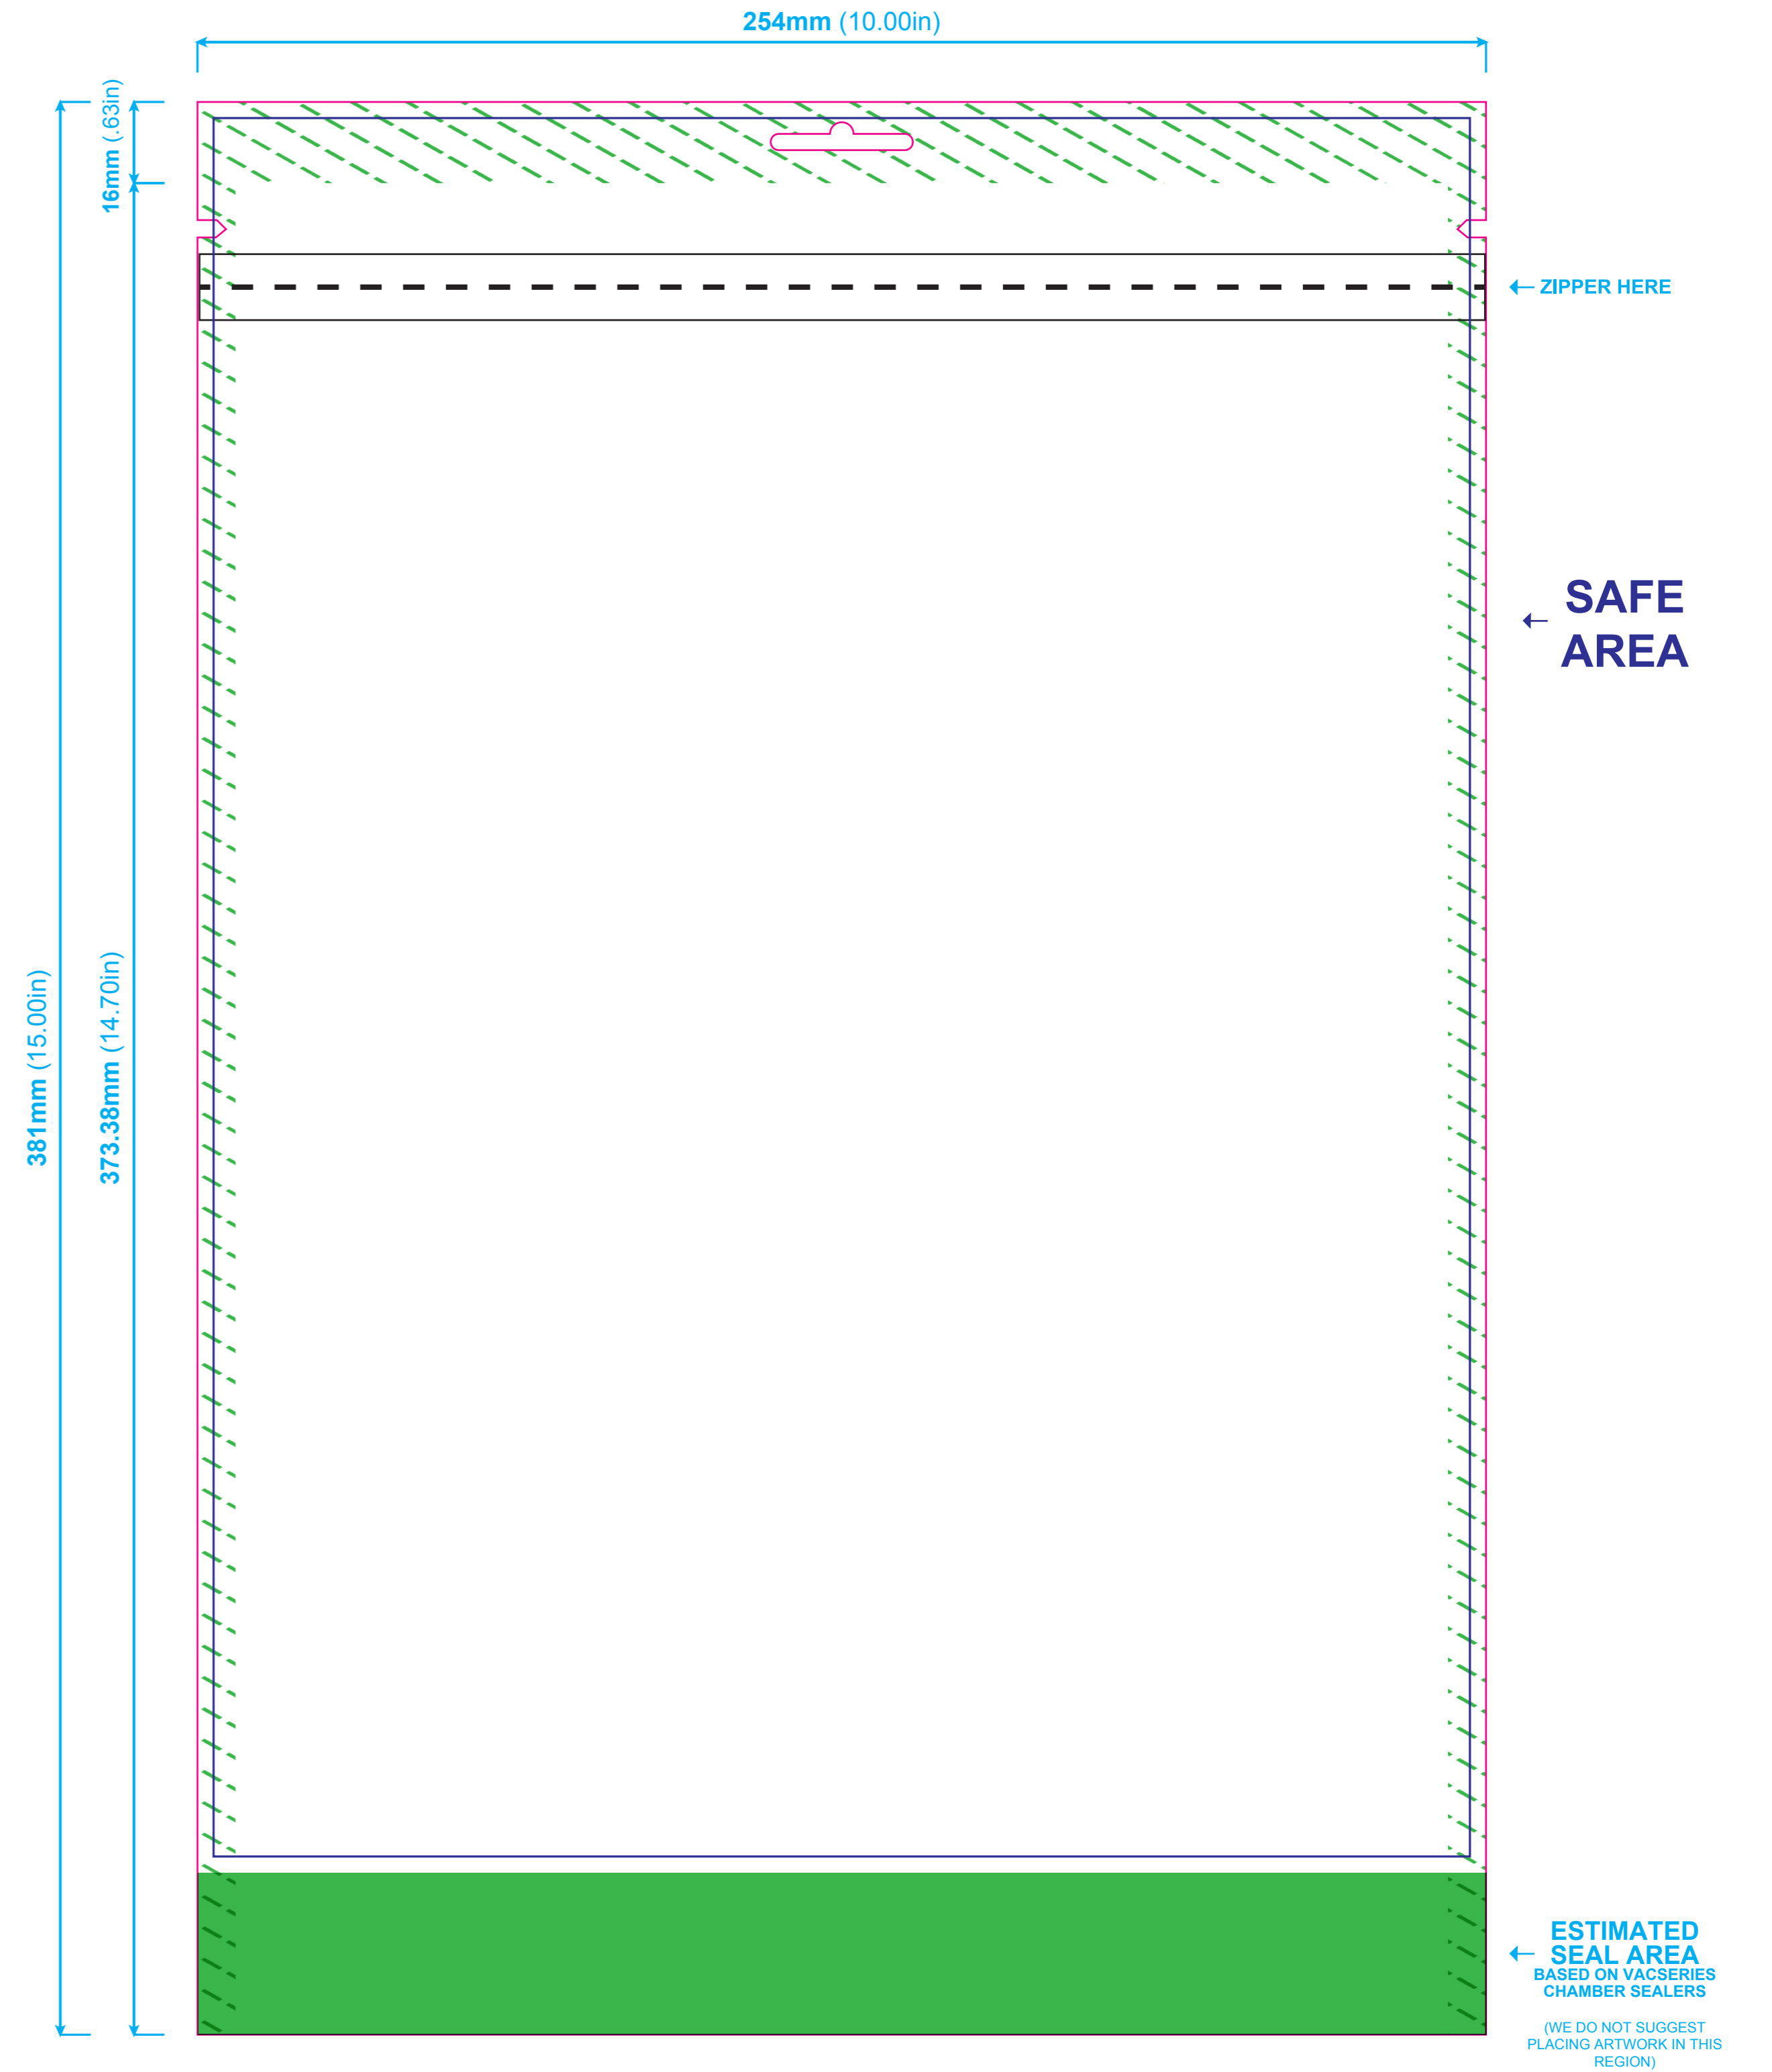 254mm (10.00in)
16mm (.63in)
ZIPPER HERE
SAFE
AREA
381mm (15.00in)
373.38mm (14.70in)
ESTIMATED
SEAL AREA
BASED ON VACSERIES
CHAMBER SEALERS
(WE DO NOT SUGGEST
PLACING ARTWORK IN THIS
REGION)